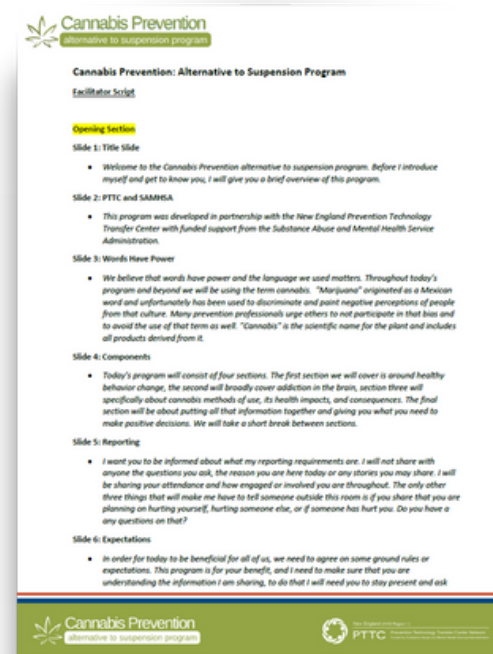 Cannabis Prevention
alternative to suspension program
Cannabis Prevention: Alternative to Suspension Program
Facilitator Script
Opening Section
Slide 1: Title Slide
• Welcome to the Cannabis Prevention alternative to suspension program. Before I introduce
myself and get to know you, I will give you a brief overview of this program.
Slide 2: PTTC and SAMHSA
• This program was developed in partnership with the New England Prevention Technology
Transfer Center with funded support from the Substance Abuse and Mental Health Service
Administration.
Slide 3: Words Have Power
• We believe that words have power and the language we used matters. Throughout today's
program and beyond we will be using the term cannabis. "Marijuana" originated as a Mexican
word and unfortunately has been used to discriminate and paint negative perceptions of people
from that culture. Many prevention professionals urge others to not participate in that bias and
to avoid the use of that term as well. "Cannabis" is the scientific name for the plant and includes
all products derived from it.
Slide 4: Components
• Today's program will consist of four sections. The first section we will cover is around healthy
behavior change, the second will broadly cover addiction in the brain, section three will
specifically about cannabis methods of use, its health impacts, and consequences. The final
section will be about putting all that information together and giving you what you need to
make positive decisions. We will take a short break between sections.
Slide 5: Reporting
• I want you to be informed about what my reporting requirements are. I will not share with
anyone the questions you ask, the reason you are here today or any stories you may share. I will
be sharing your attendance and how engaged or involved you are throughout. The only other
three things that will make me have to tell someone outside this room is if you share that you are
planning on hurting yourself, hurting someone else, or if someone has hurt you. Do you have a
any questions on that?
Slide 6: Expectations
• In order for today to be beneficial for all of us, we need to agree on some ground rules or
expectations. This program is for your benefit, and I need to make sure that you are
understanding the information I am sharing, to do that I will need you to stay present and ask
Cannabis Prevention
alternative to suspension program
PTTC
Prevention Technology Transfer Center Network